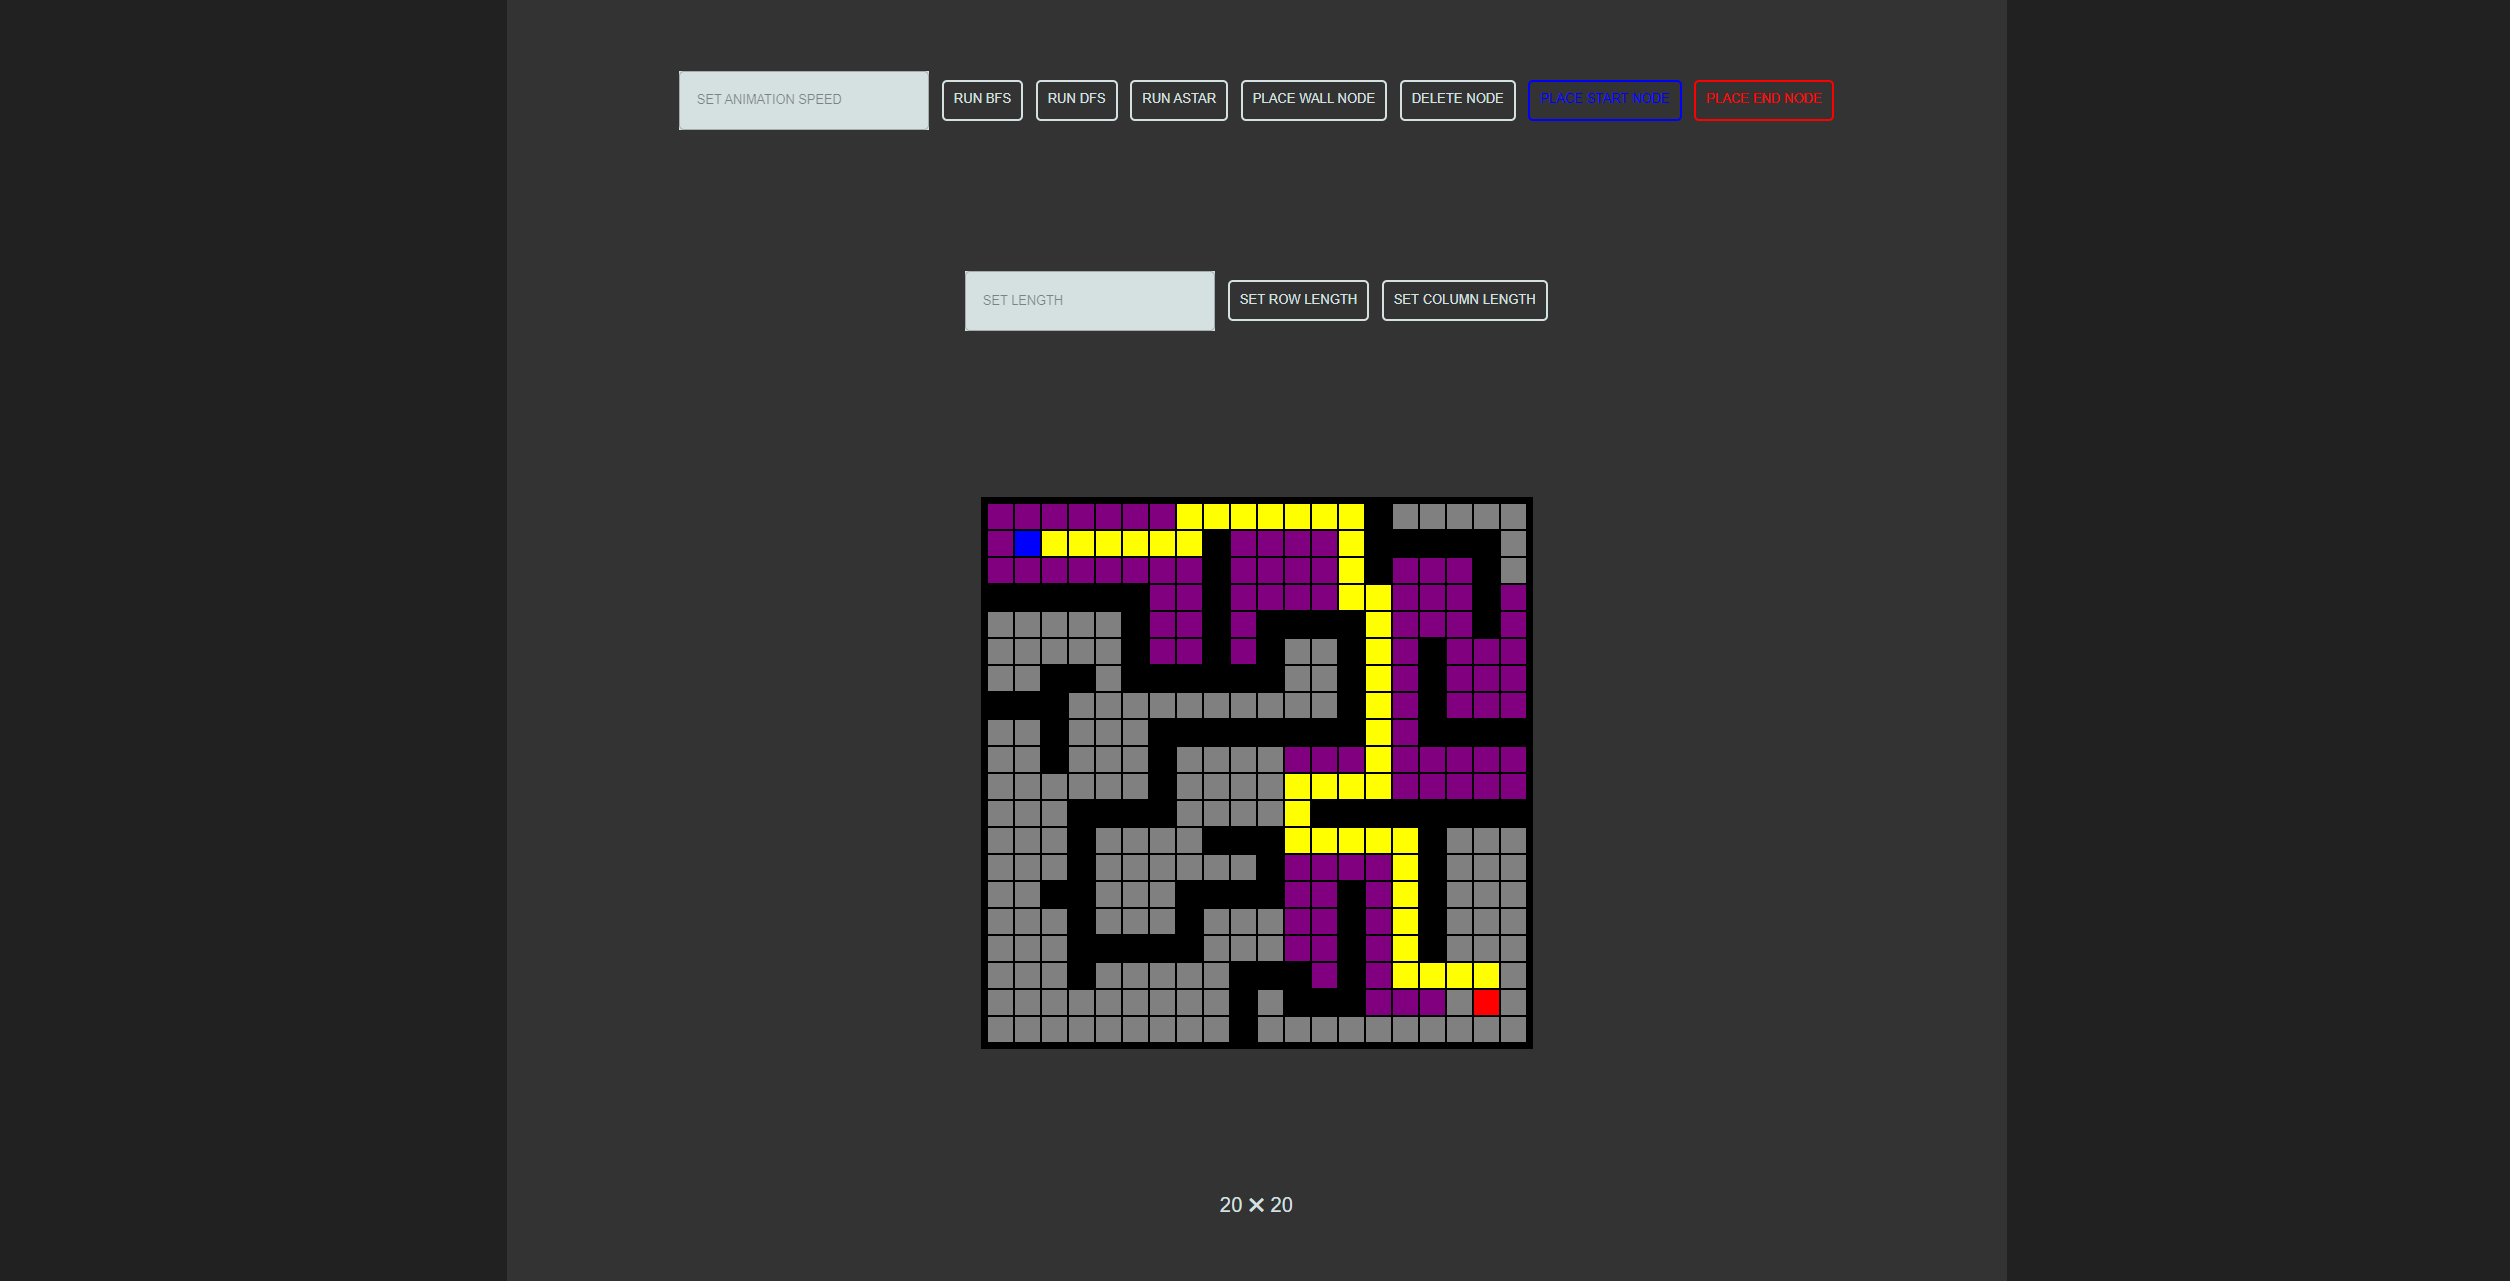 SET ANIMATION SPEED RUN BFS RUN DFS RUN ASTAR PLACE WALL NODE DELETE NODE PLACE START NODE PLACE END NODE
SET LENGTH SET ROW LENGTH SET COLUMN LENGTH
20 × 20